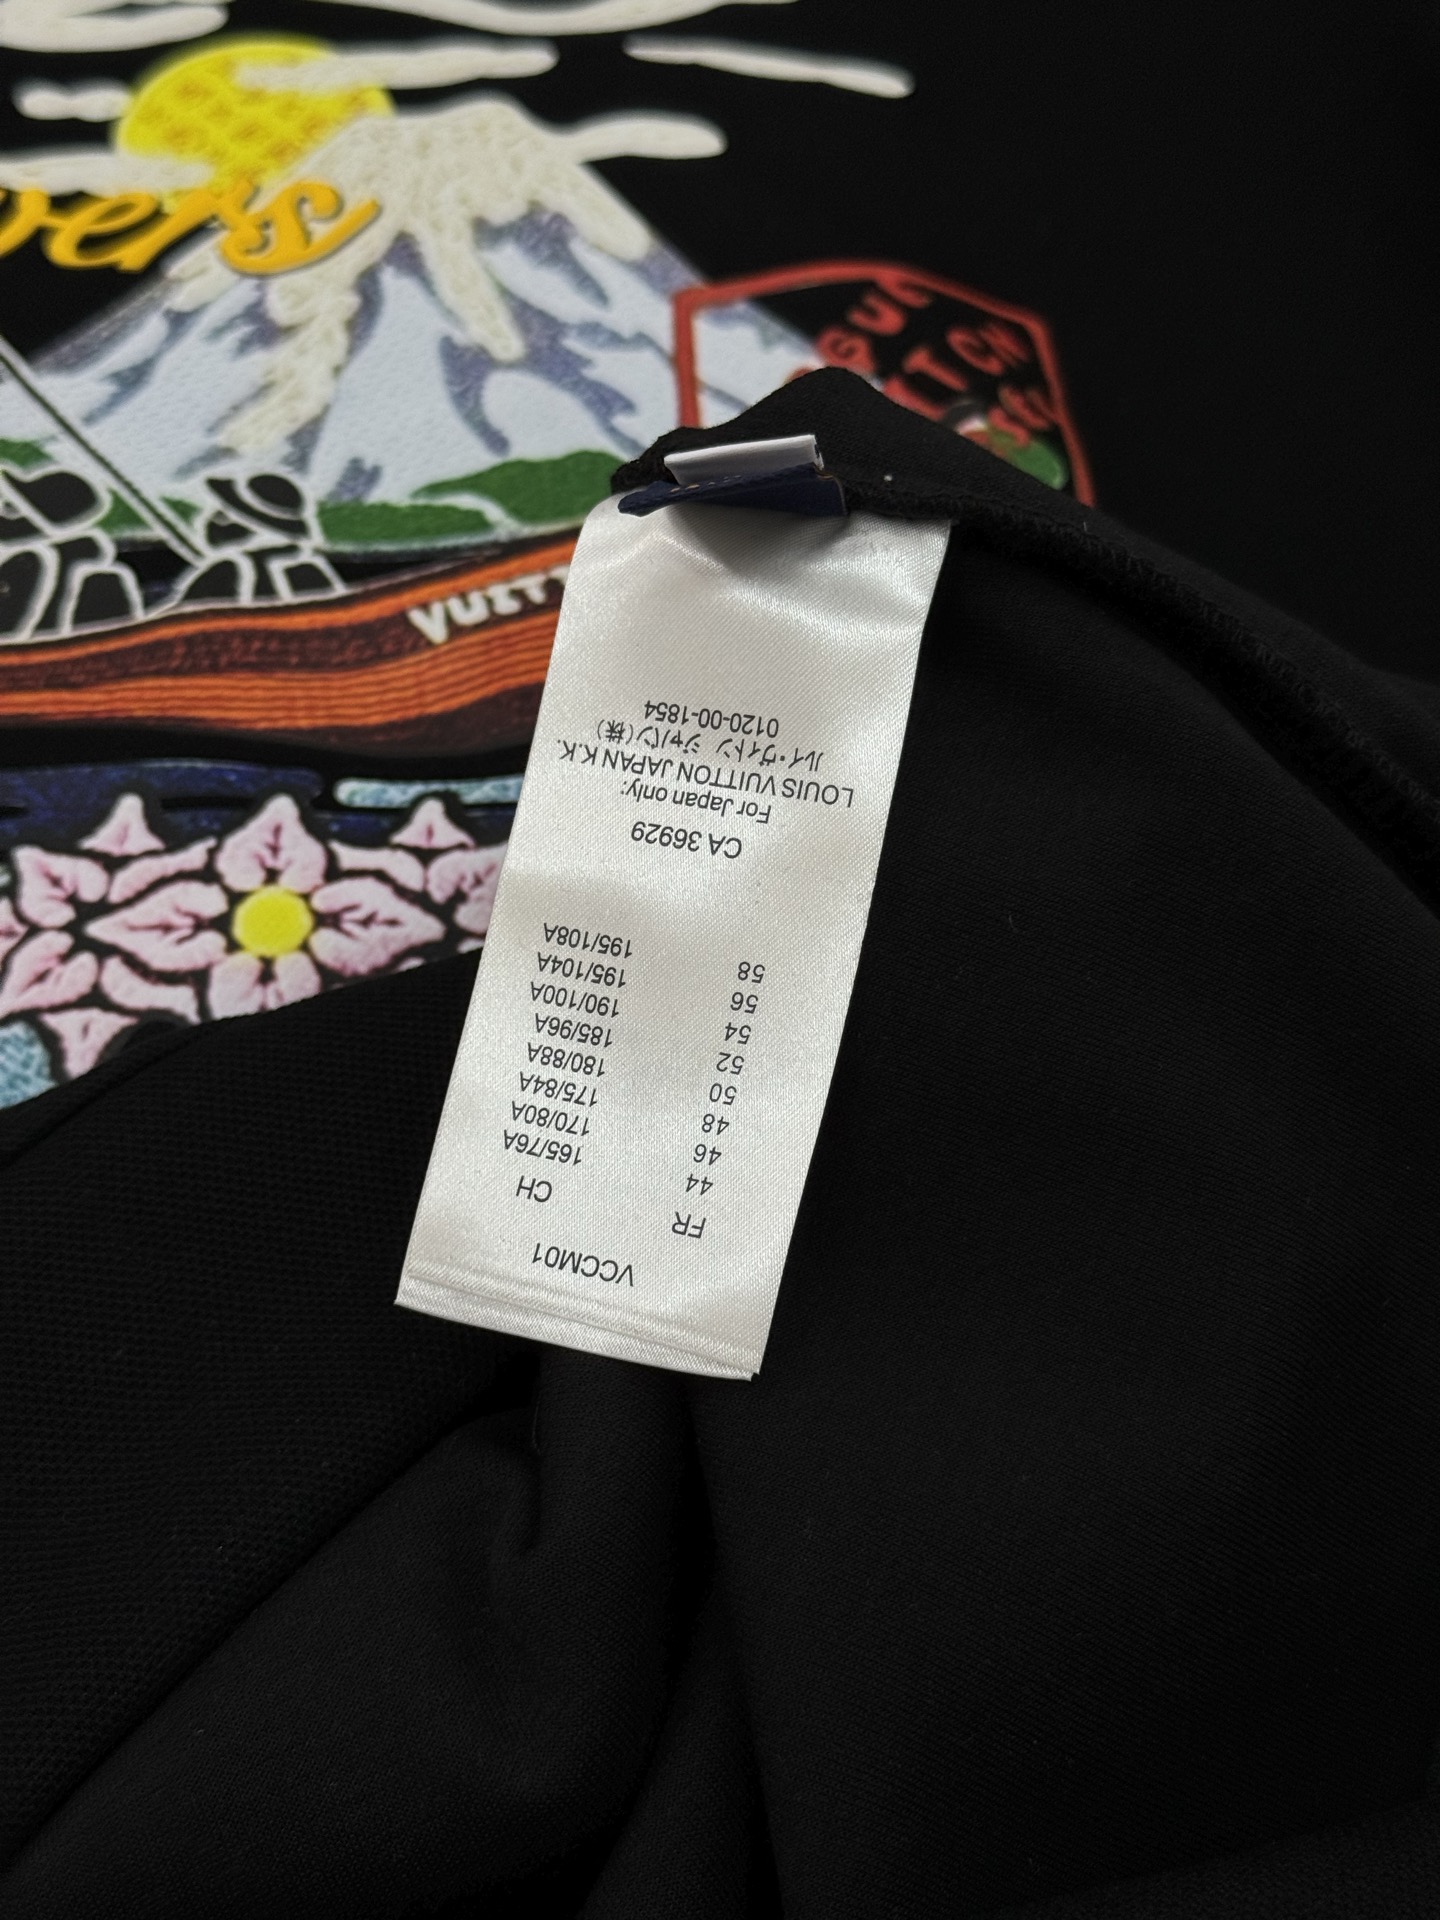 vers
VUITT
VCCM01
FR CH
44 165/76A
46 170/80A
48 175/84A
50 180/88A
52 185/96A
54 190/100A
56 195/104A
58 195/108A
CA 36929
For Japan only:
LOUIS VUITTON JAPAN K.K.
ルイ・ヴィトン ジャパン(株)
0120-00-1854